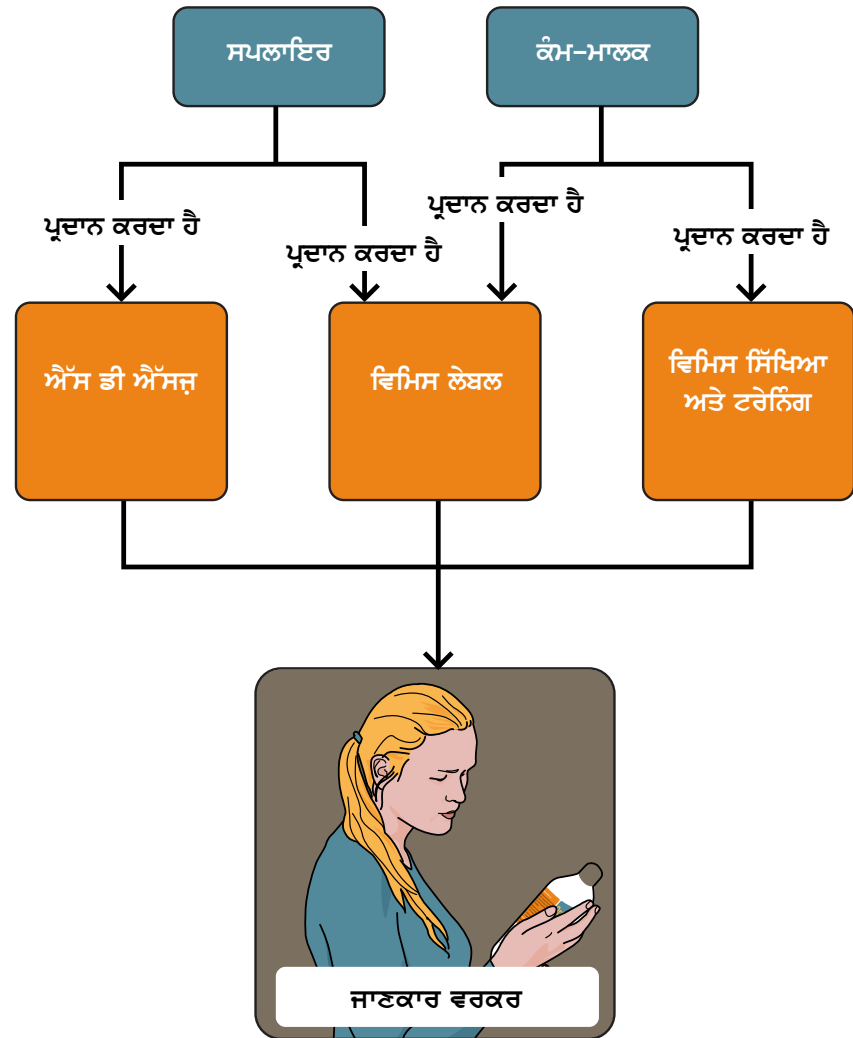 ਸਪਲਾਇਰ
ਕੰਮ-ਮਾਲਕ
ਪ੍ਰਦਾਨ ਕਰਦਾ ਹੈ
ਪ੍ਰਦਾਨ ਕਰਦਾ ਹੈ
ਪ੍ਰਦਾਨ ਕਰਦਾ ਹੈ
ਪ੍ਰਦਾਨ ਕਰਦਾ ਹੈ
ਐੱਸ ਡੀ ਐੱਸਜ਼
ਵਿਮਿਸ ਲੇਬਲ
ਵਿਮਿਸ ਸਿੱਖਿਆ
ਅਤੇ ਟਰੇਨਿੰਗ
ਜਾਣਕਾਰ ਵਰਕਰ